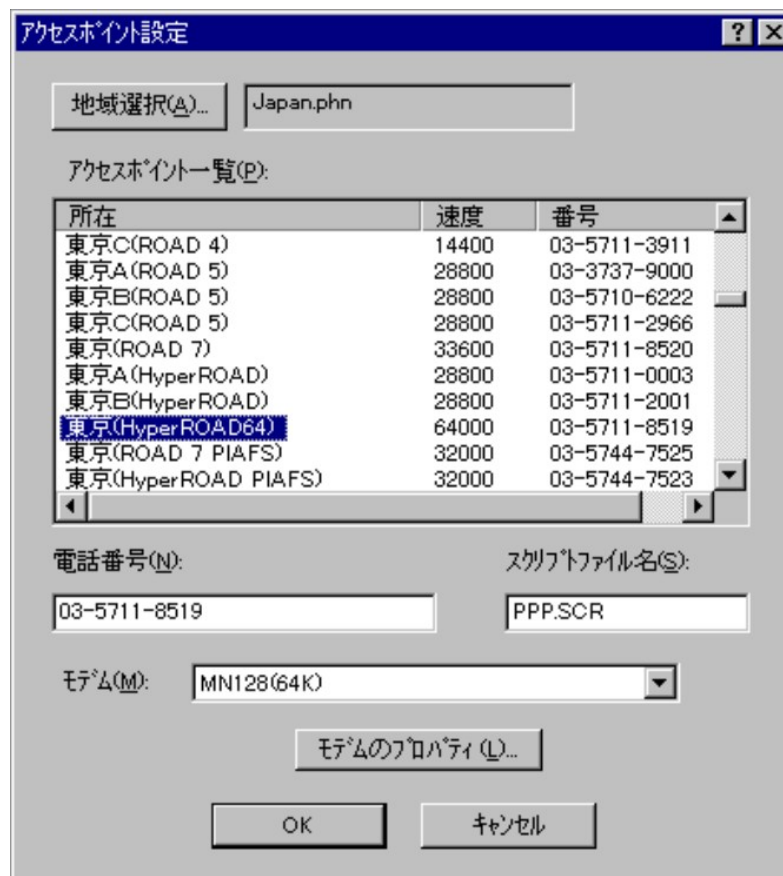 アクセスポイント設定
地域選択(A)... Japan.phn
アクセスポイント一覧(P):
所在 速度 番号
東京C(ROAD 4) 14400 03-5711-3911
東京A(ROAD 5) 28800 03-3737-9000
東京B(ROAD 5) 28800 03-5710-6222
東京C(ROAD 5) 28800 03-5711-2966
東京(ROAD 7) 33600 03-5711-8520
東京A(HyperROAD) 28800 03-5711-0003
東京B(HyperROAD) 28800 03-5711-2001
東京(HyperROAD64) 64000 03-5711-8519
東京(ROAD 7 PIAFS) 32000 03-5744-7525
東京(HyperROAD PIAFS) 32000 03-5744-7523
電話番号(N): スクリプトファイル名(S):
03-5711-8519 PPP.SCR
モデム(M): MN128(64K)
モデムのプロパティ(L)...
OK キャンセル